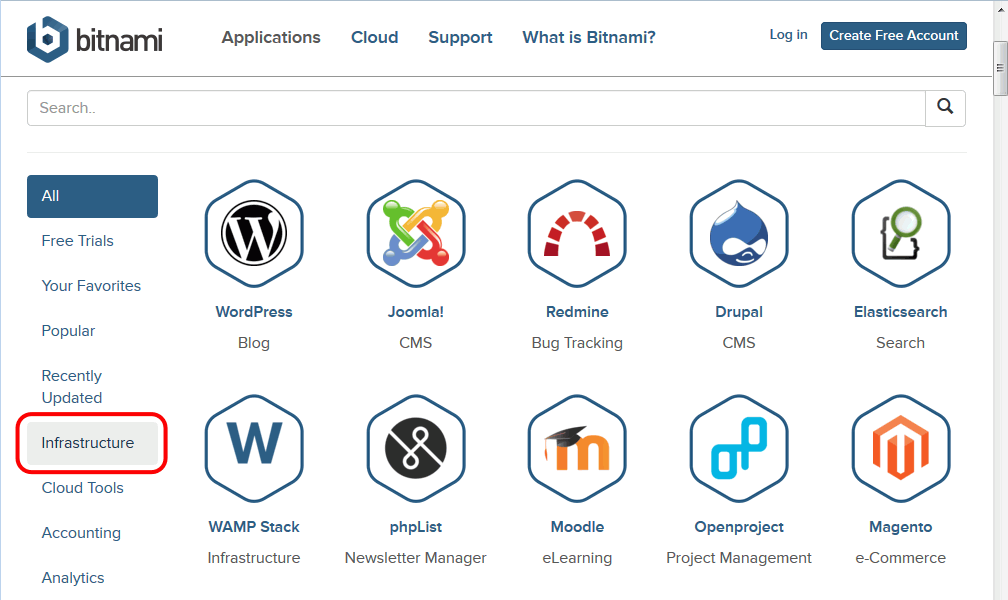 bitnami
Applications Cloud Support What is Bitnami? Log in Create Free Account
Search..
All
Free Trials
Your Favorites
Popular
Recently
Updated
Infrastructure
Cloud Tools
Accounting
Analytics
WordPress Joomla! Redmine Drupal Elasticsearch
Blog CMS Bug Tracking CMS Search
WAMP Stack phpList Moodle Openproject Magento
Infrastructure Newsletter Manager eLearning Project Management e-Commerce